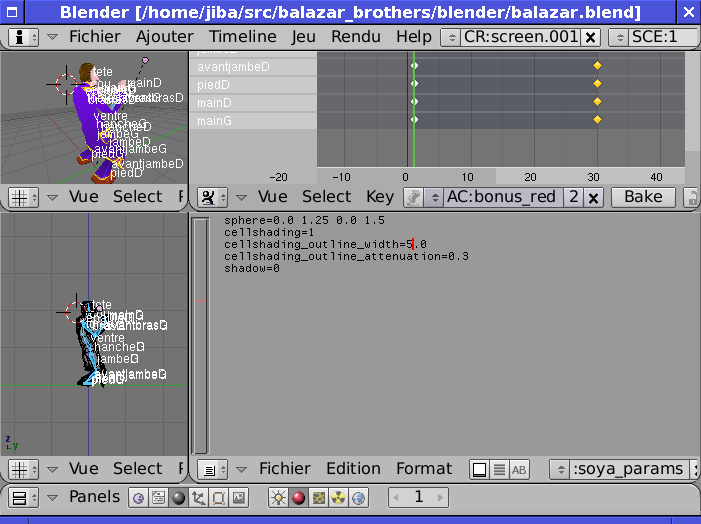 Blender [/home/jiba/src/balazar_brothers/blender/balazar.blend]
Fichier Ajouter Timeline Jeu Rendu Help CR:screen.001 SCE:1
tete
mainD
ventre
hancheG
hancheD
jambeG
jambeD
avantjambeG
piedG
avantjambeD
piedD
avantjambeD
piedD
mainD
mainG
-20 -10 0 10 20 30 40
Vue Select
Vue Select Key AC:bonus_red 2 Bake
tete
ventre
hancheG
jambeG
avantjambeG
piedG
z
y
sphere=0.0 1.25 0.0 1.5
cellshading=1
cellshading_outline_width=5.0
cellshading_outline_attenuation=0.3
shadow=0
Vue Select F
Fichier Edition Format AB :soya_params
Panels 1